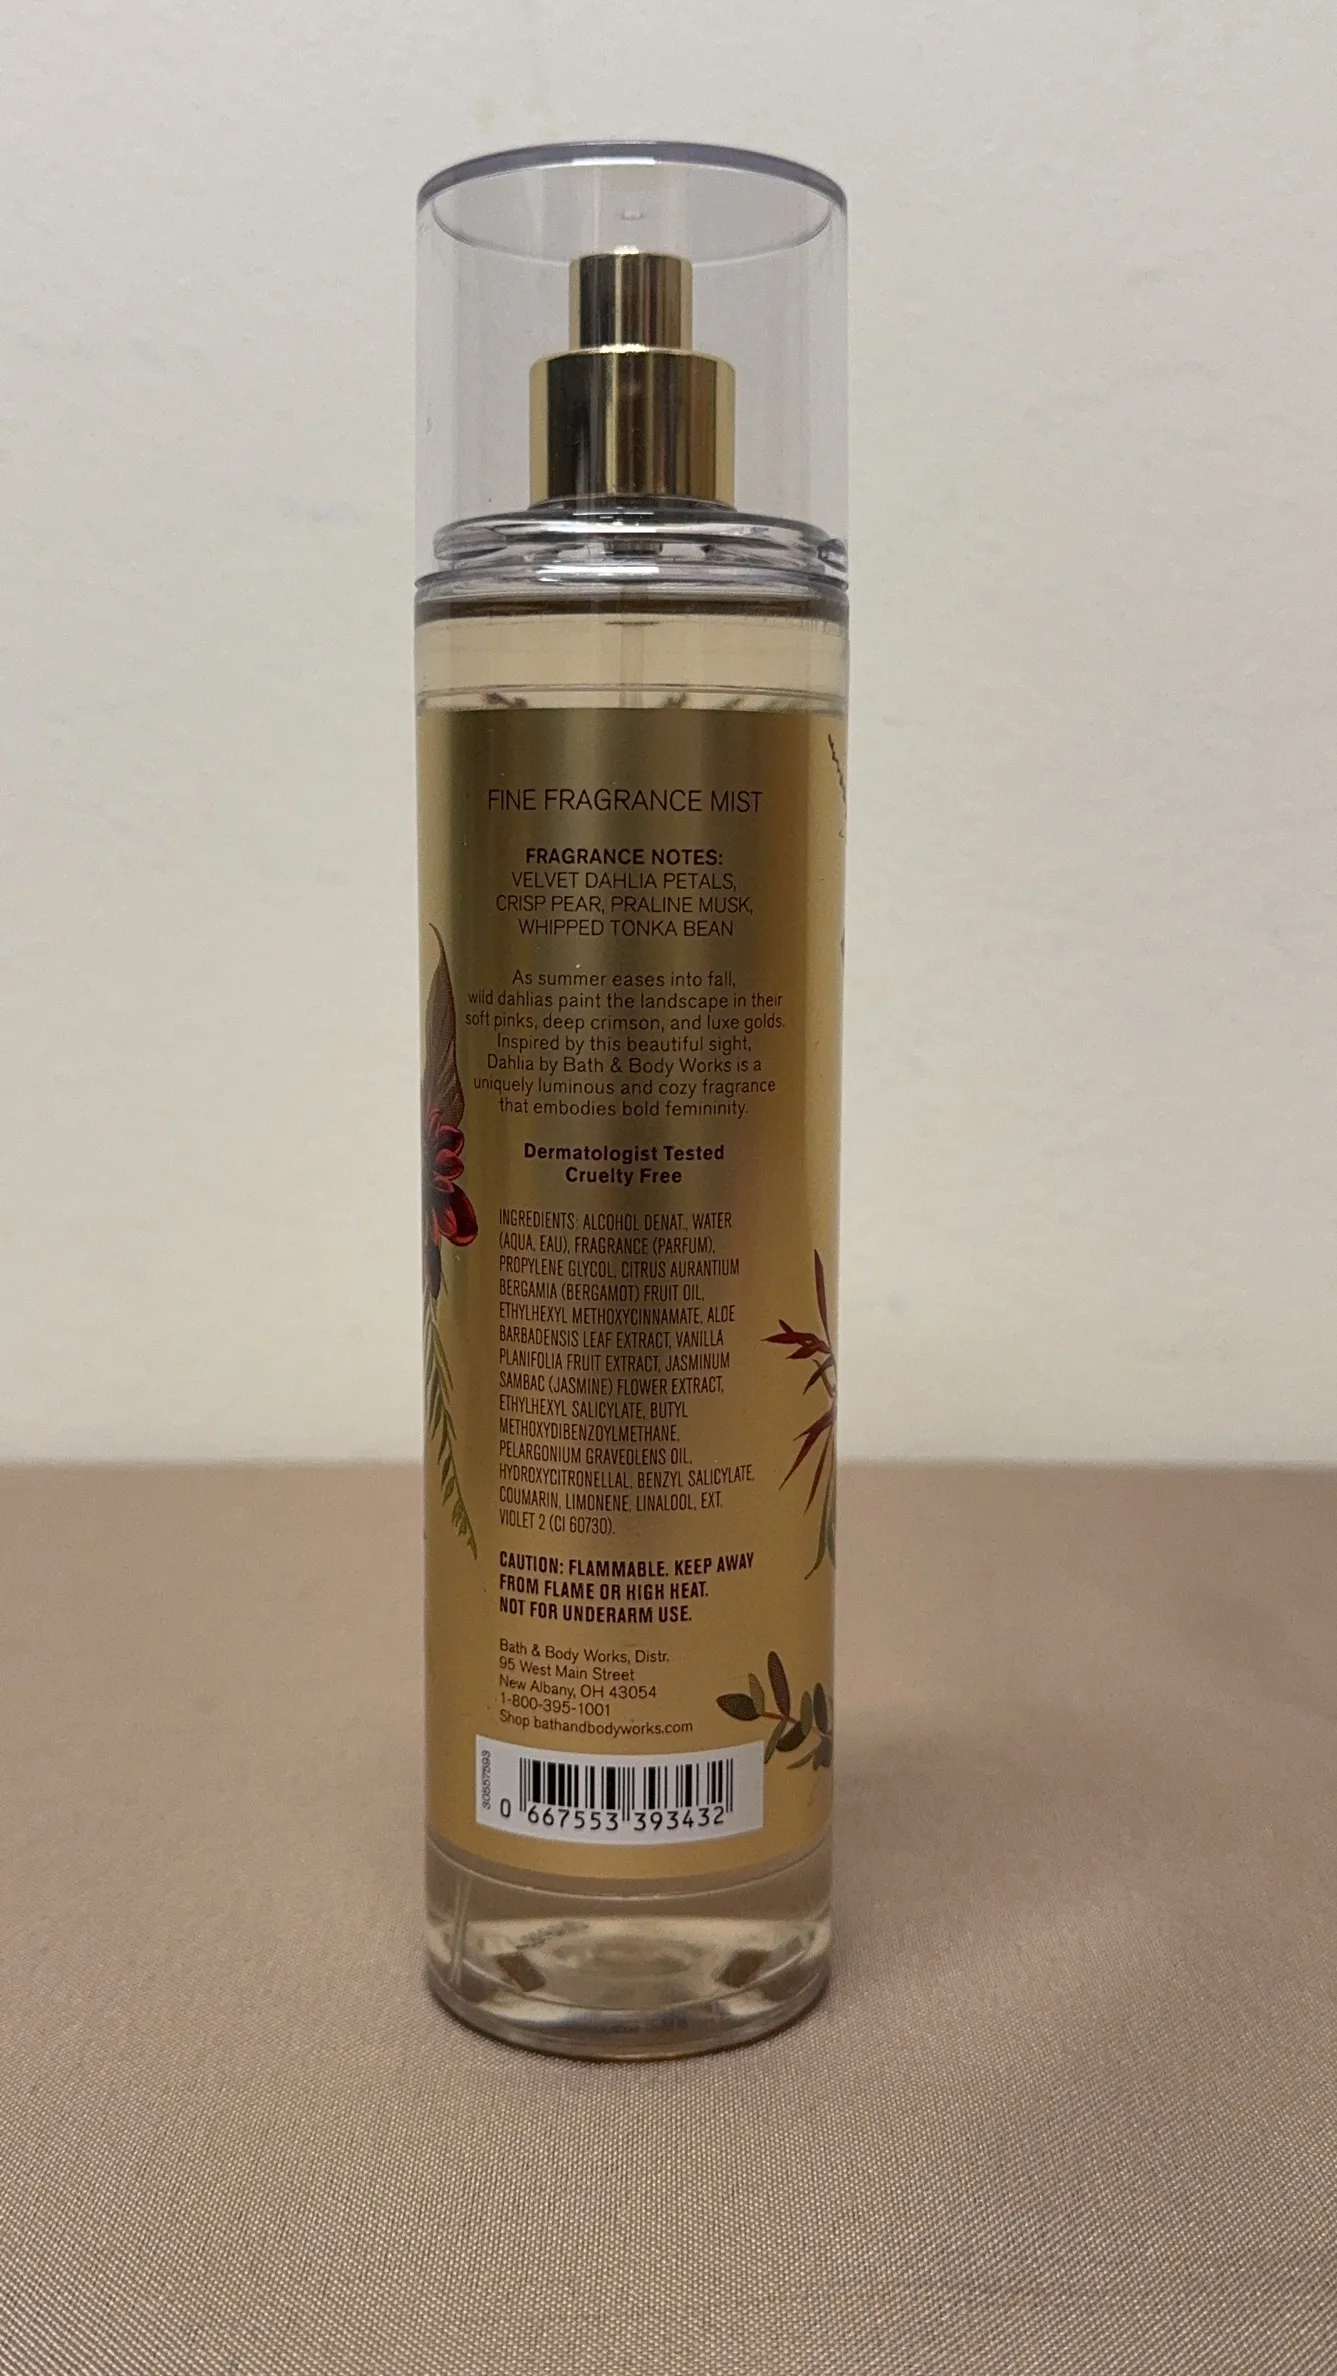 FINE FRAGRANCE MIST
FRAGRANCE NOTES:
VELVET DAHLIA PETALS,
CRISP PEAR, PRALINE MUSK,
WHIPPED TONKA BEAN
As summer eases into fall,
wild dahlias paint the landscape in their
soft pinks, deep crimson, and luxe golds.
Inspired by this beautiful sight,
Dahlia by Bath & Body Works is a
uniquely luminous and cozy fragrance
that embodies bold femininity.
Dermatologist Tested
Cruelty Free
INGREDIENTS: ALCOHOL DENAT., WATER
(AQUA, EAU), FRAGRANCE (PARFUM),
PROPYLENE GLYCOL, CITRUS AURANTIUM
BERGAMIA (BERGAMOT) FRUIT OIL,
ETHYLHEXYL METHOXYCINNAMATE, ALOE
BARBADENSIS LEAF EXTRACT, VANILLA
PLANIFOLIA FRUIT EXTRACT, JASMINUM
SAMBAC (JASMINE) FLOWER EXTRACT,
ETHYLHEXYL SALICYLATE, BUTYL
METHOXYDIBENZOYLMETHANE,
PELARGONIUM GRAVEOLENS OIL,
HYDROXYCITRONELLAL, BENZYL SALICYLATE,
COUMARIN, LIMONENE, LINALOOL, EXT.
VIOLET 2 (CI 60730).
CAUTION: FLAMMABLE. KEEP AWAY
FROM FLAME OR HIGH HEAT.
NOT FOR UNDERARM USE.
Bath & Body Works, Distr.
95 West Main Street
New Albany, OH 43054
1-800-395-1001
Shop bathandbodyworks.com
30557593
0 667553 393432